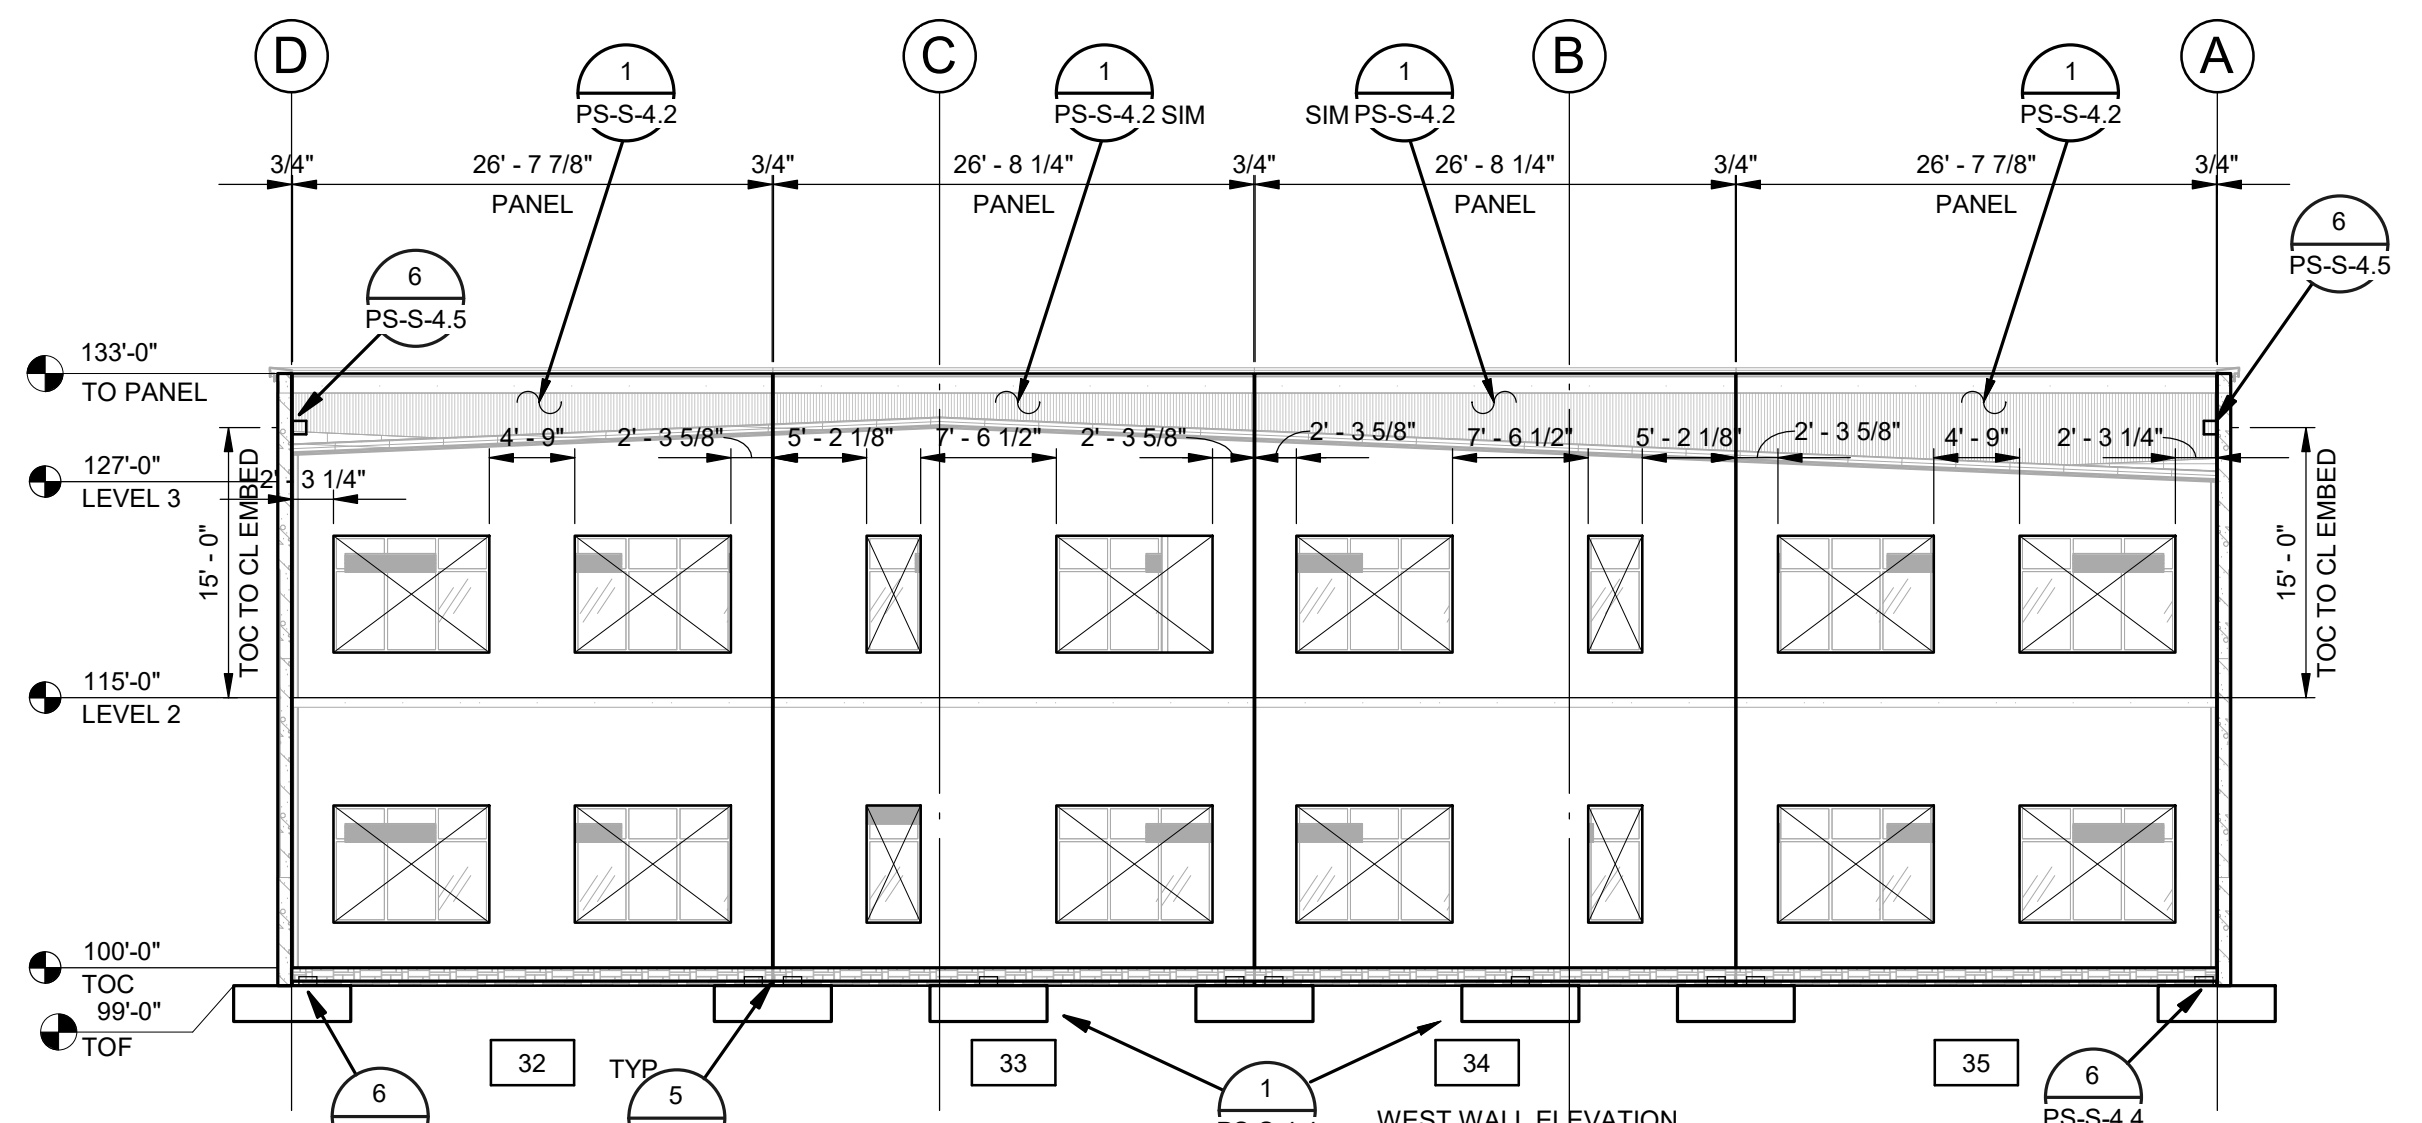 D
C
B
A
1
PS-S-4.2
1
PS-S-4.2 SIM
1
SIM PS-S-4.2
1
PS-S-4.2
3/4"
26' - 7 7/8"
3/4"
26' - 8 1/4"
3/4"
26' - 8 1/4"
3/4"
26' - 7 7/8"
3/4"
PANEL
PANEL
PANEL
PANEL
6
PS-S-4.5
6
PS-S-4.5
133'-0"
TO PANEL
127'-0"
LEVEL 3
2' - 3 1/4"
4' - 9"
2' - 3 5/8"
5' - 2 1/8"
7' - 6 1/2"
2' - 3 5/8"
2' - 3 5/8"
7' - 6 1/2"
5' - 2 1/8"
2' - 3 5/8"
4' - 9"
2' - 3 1/4"
15' - 0"
TOC TO CL EMBED
15' - 0"
TOC TO CL EMBED
115'-0"
LEVEL 2
100'-0"
TOC
99'-0"
TOF
32
TYP
33
34
35
6
5
1
6
PS-S-4.4
WEST WALL ELEVATION